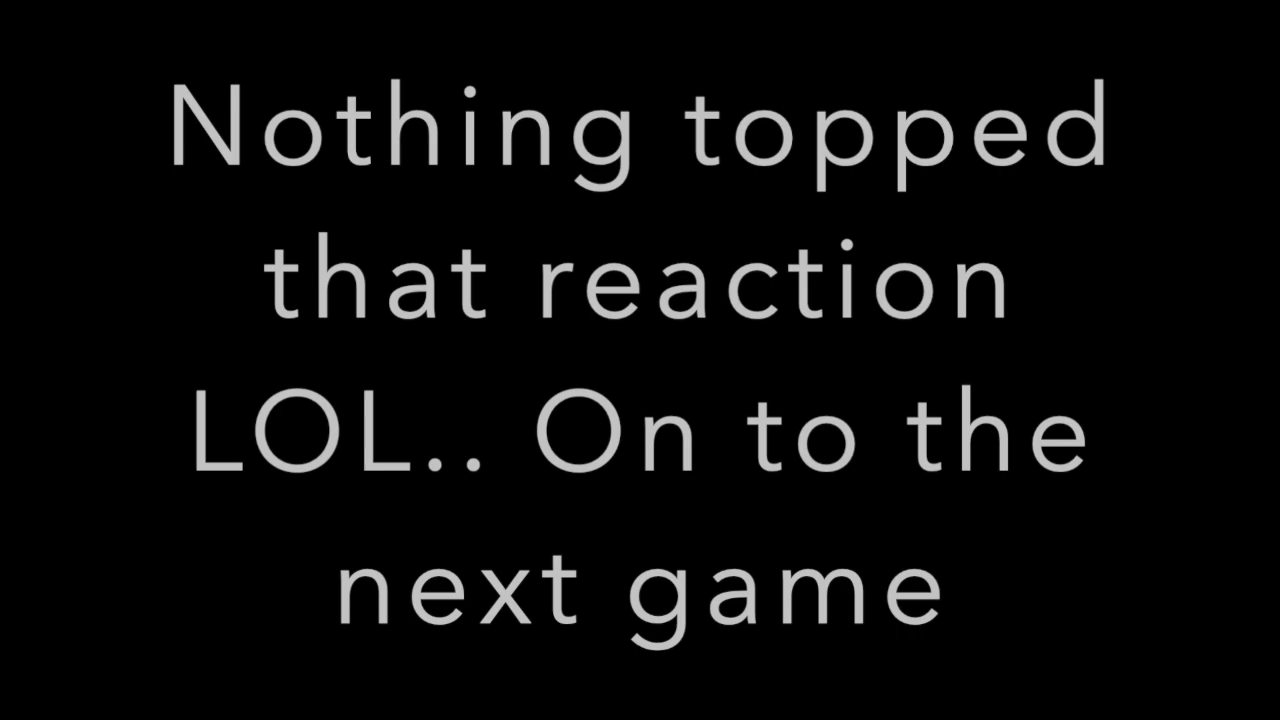 Nothing topped
that reaction
LOL.. On to the
next game